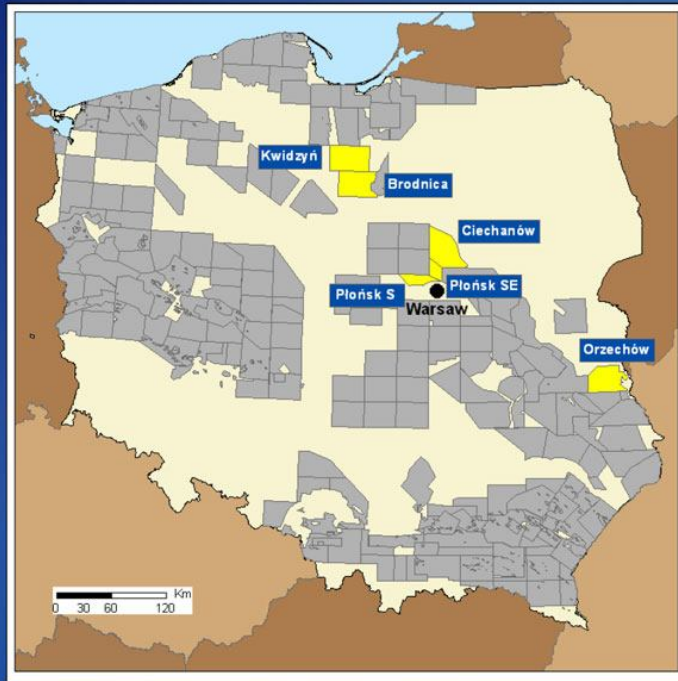 Kwidzyń
Brodnica
Ciechanów
Płońsk S
Płońsk SE
Warsaw
Orzechów
Km
0 30 60 120